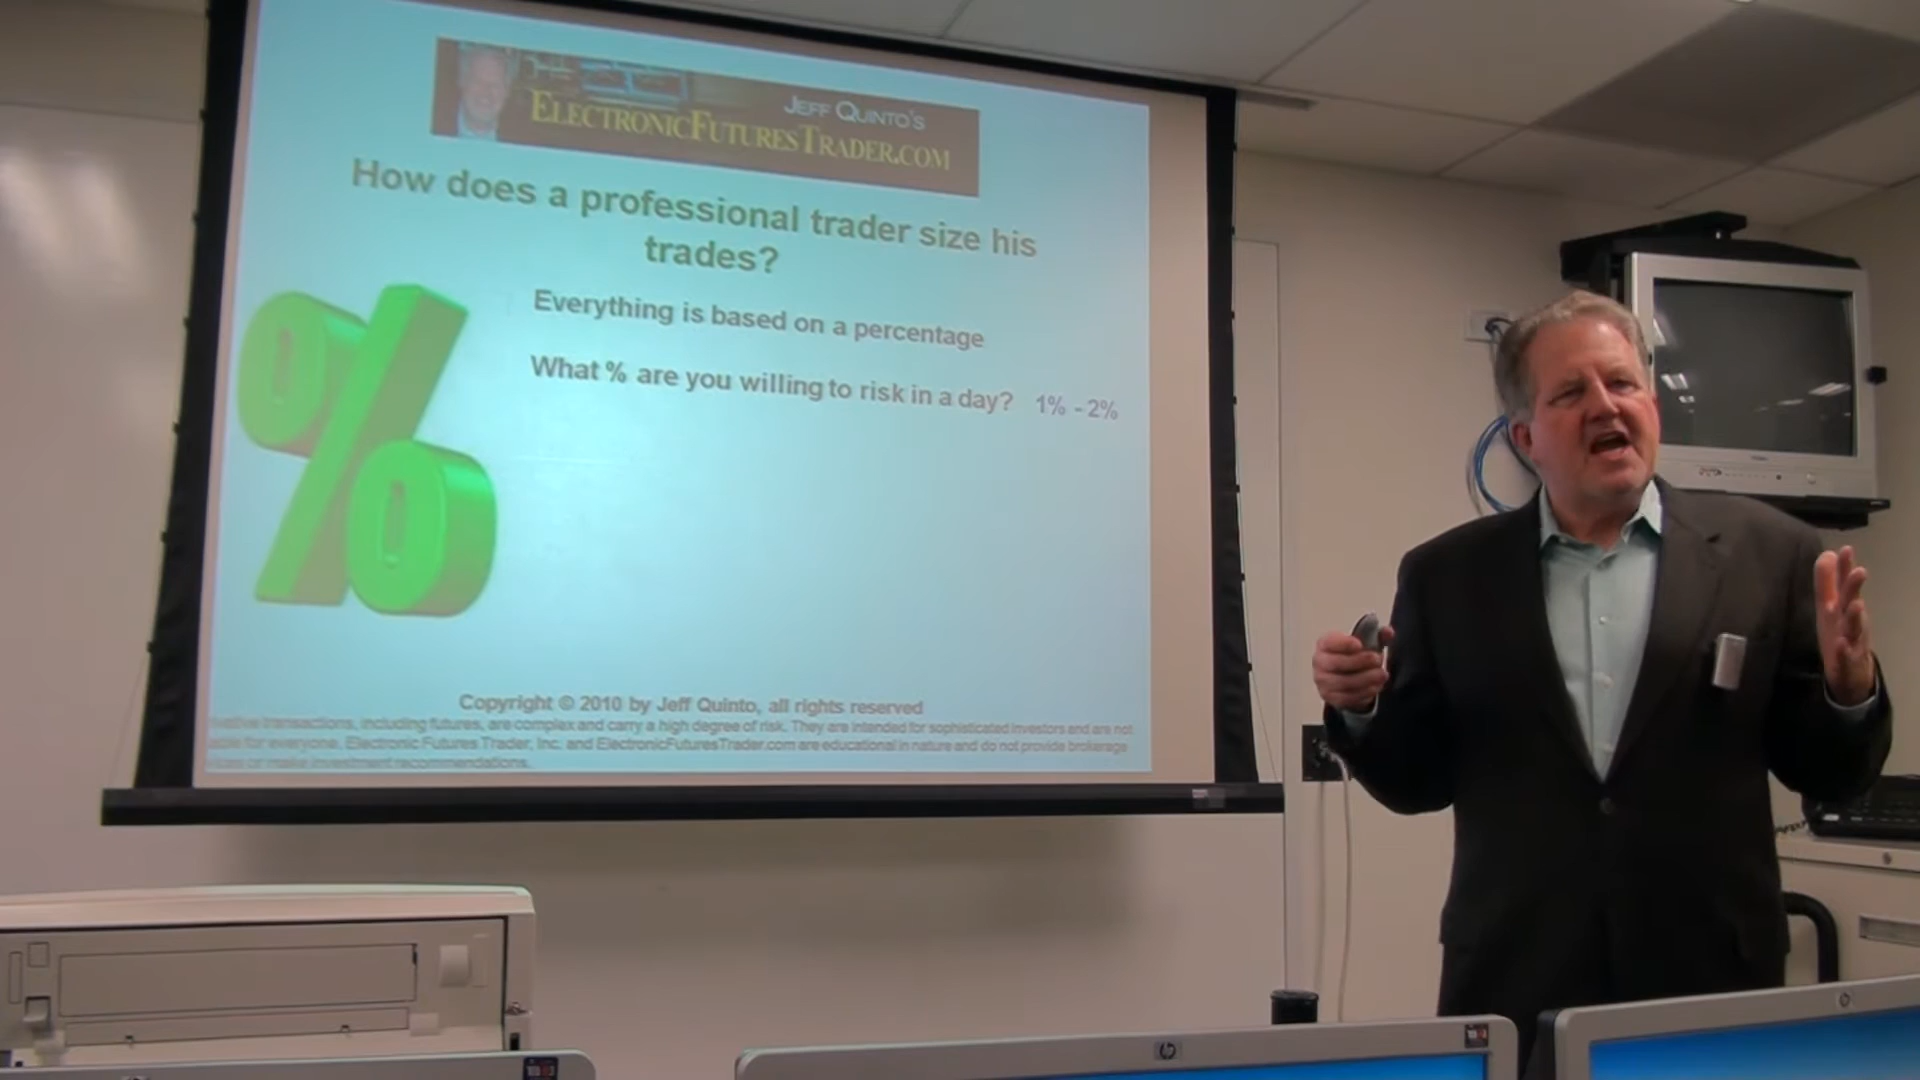 JEFF QUINTO'S
ELECTRONICFUTURESTRADER.COM
How does a professional trader size his
trades?
Everything is based on a percentage
What % are you willing to risk in a day? 1% - 2%
%
Copyright © 2010 by Jeff Quinto, all rights reserved
transactions, including futures, are complex and carry a high degree of risk. They are intended for sophisticated investors and are not
for everyone. Electronic Futures Trader, Inc. and ElectronicFuturesTrader.com are educational in nature and do not provide brokerage
or make investment recommendations.
hp